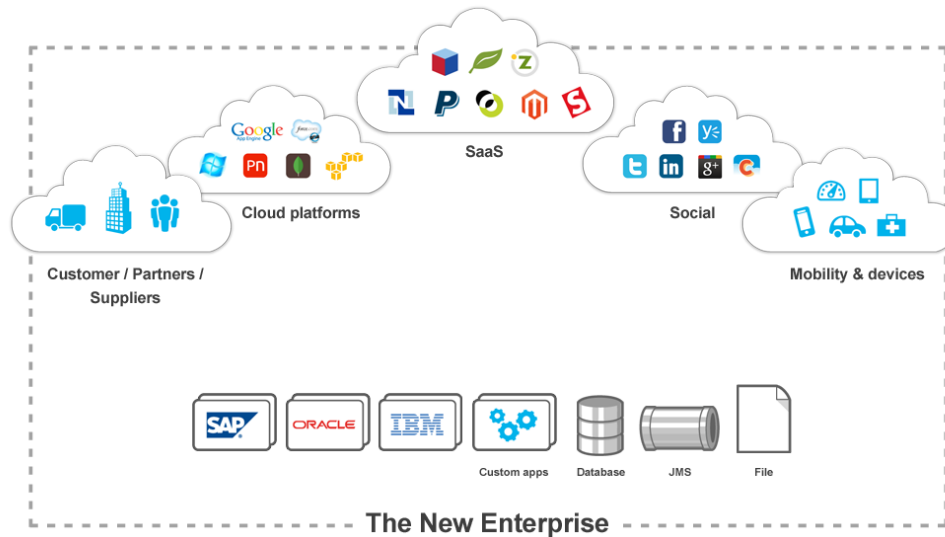 SaaS
Google
App Engine
Pn
Cloud platforms
Social
Customer / Partners /
Suppliers
Mobility & devices
SAP
ORACLE
IBM
Custom apps
Database
JMS
File
The New Enterprise